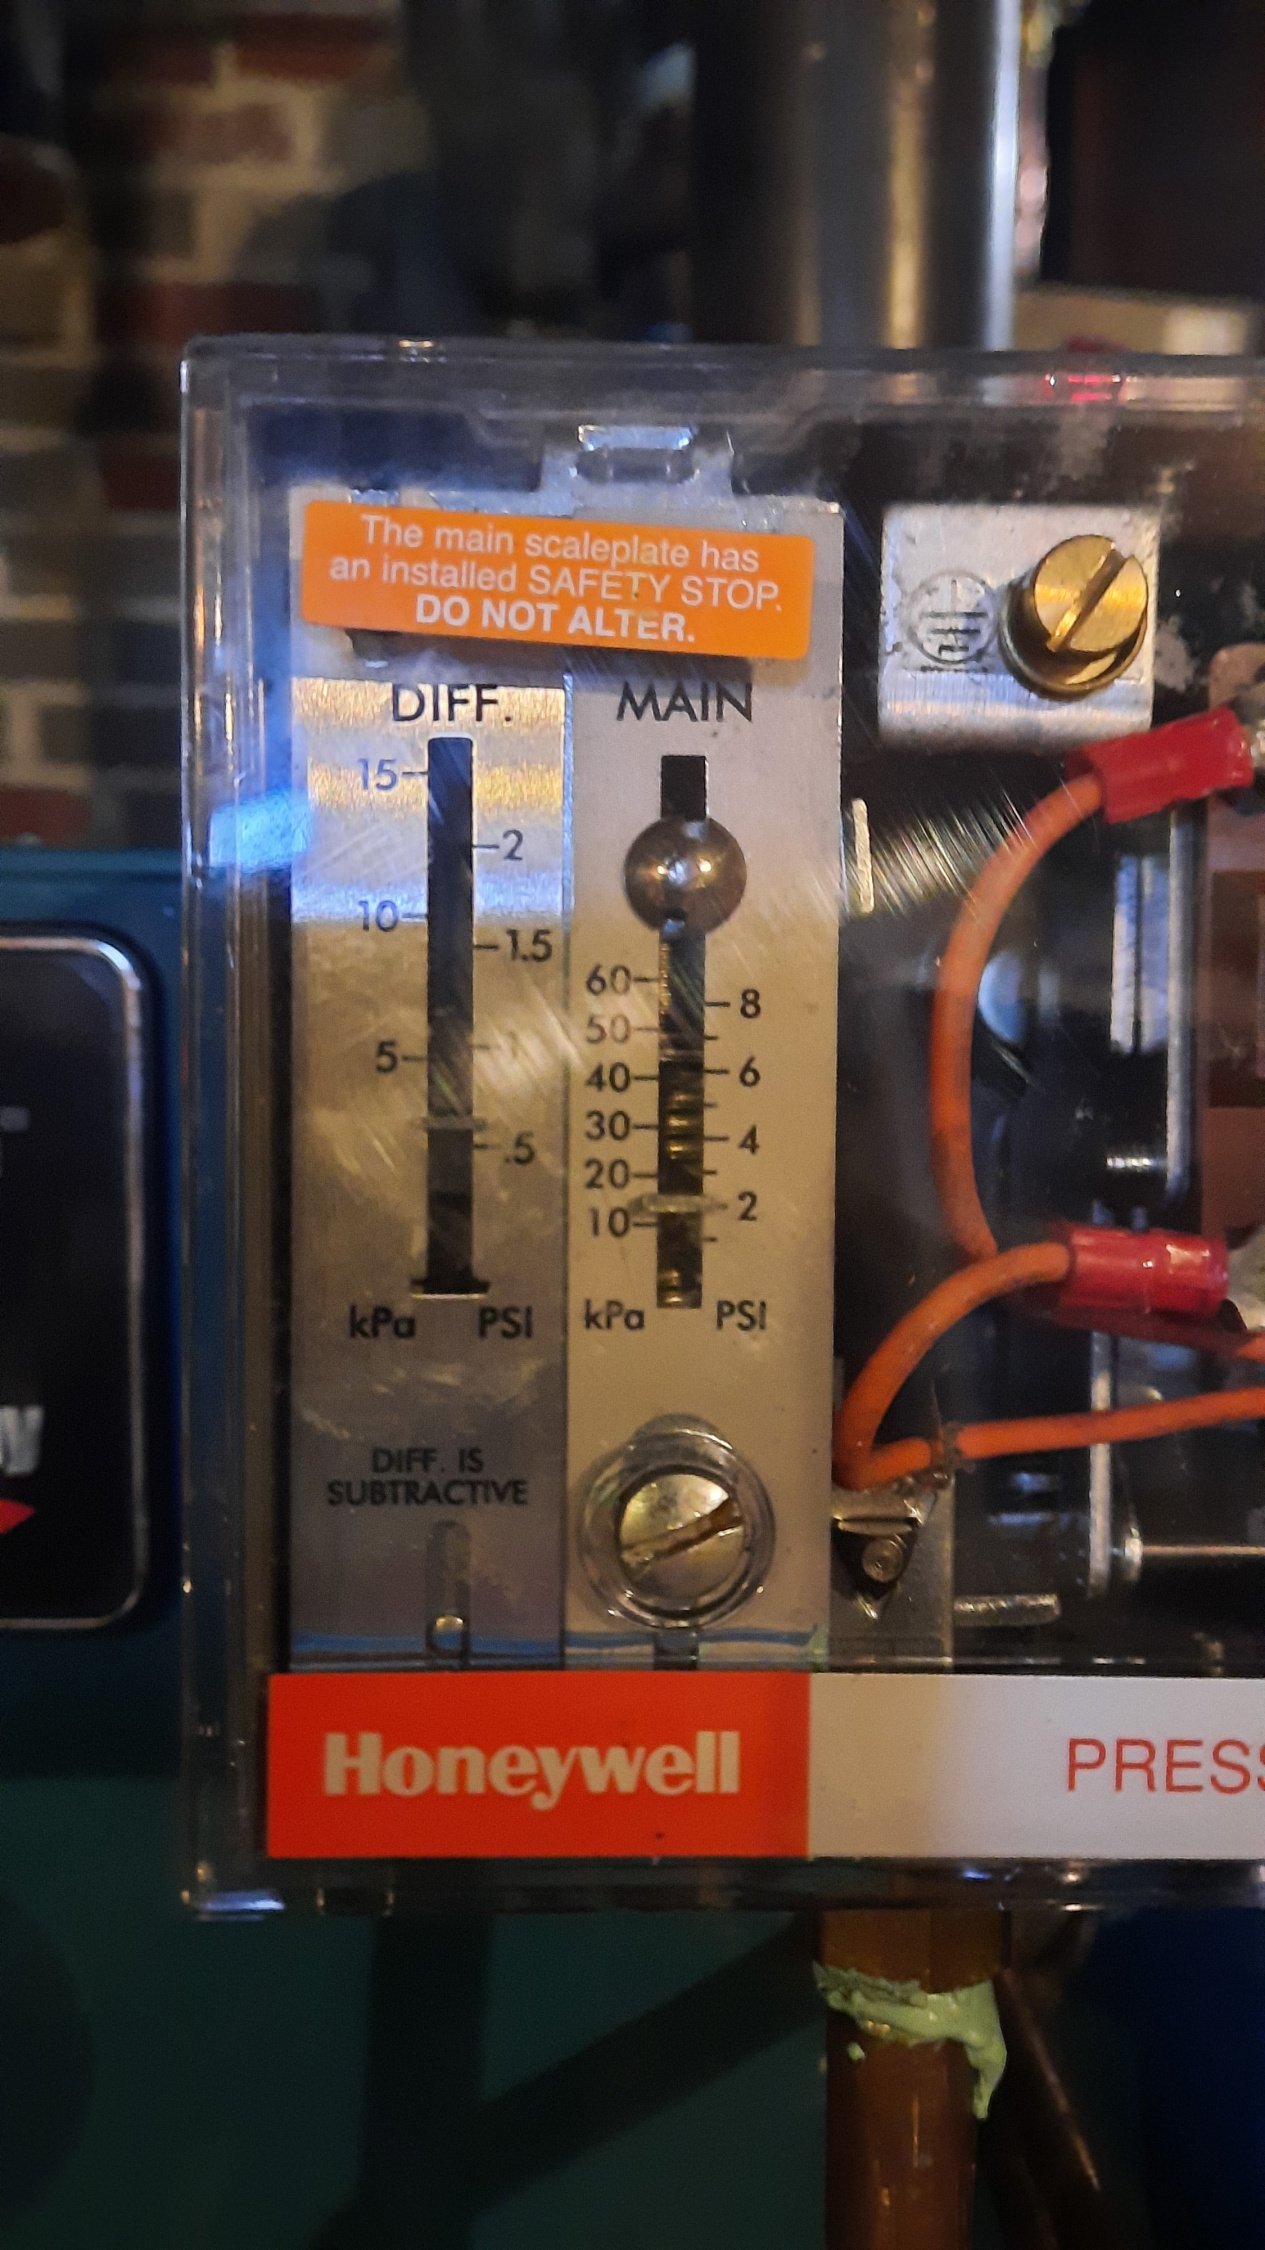 The main scaleplate has
an installed SAFETY STOP.
DO NOT ALTER.
DIFF.
15
2
10
1.5
5
1
.5
kPa PSI
DIFF. IS
SUBTRACTIVE
MAIN
60
8
50
40
6
30
4
20
2
10
kPa PSI
Honeywell
PRESS